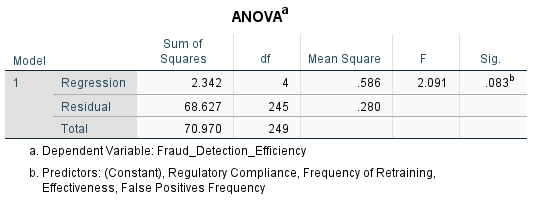 ANOVAa
Model Sum of Squares df Mean Square F Sig.
1 Regression 2.342 4 .586 2.091 .083b
Residual 68.627 245 .280
Total 70.970 249
a. Dependent Variable: Fraud_Detection_Efficiency
b. Predictors: (Constant), Regulatory Compliance, Frequency of Retraining,
Effectiveness, False Positives Frequency